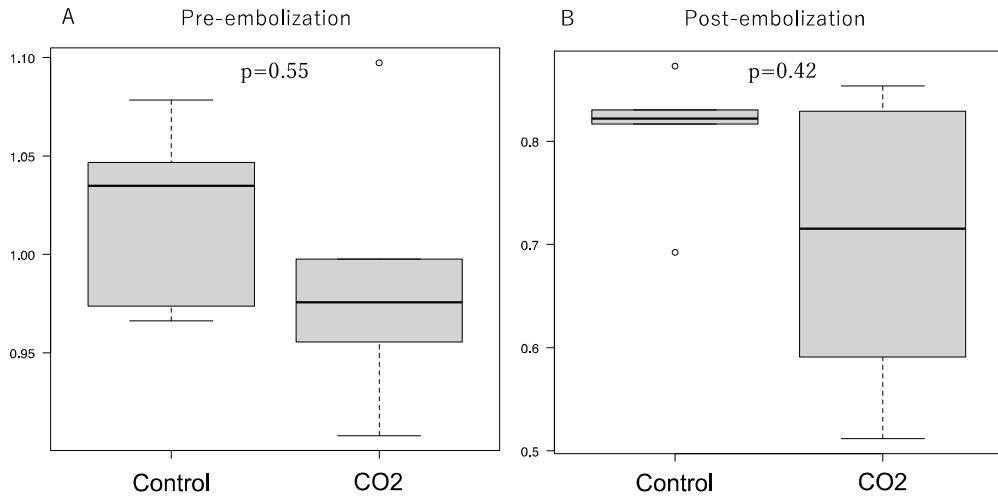 A Pre-embolization
p=0.55
1.10
1.05
1.00
0.95
Control CO2
B Post-embolization
p=0.42
0.8
0.7
0.6
0.5
Control CO2